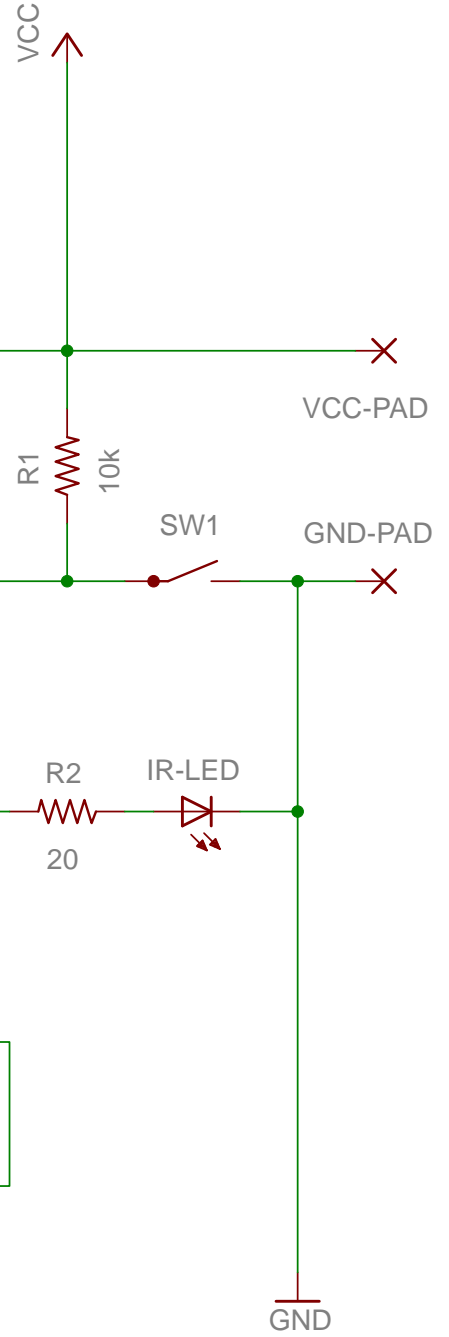 VCC
VCC-PAD
R1
10k
SW1
GND-PAD
R2
IR-LED
20
GND